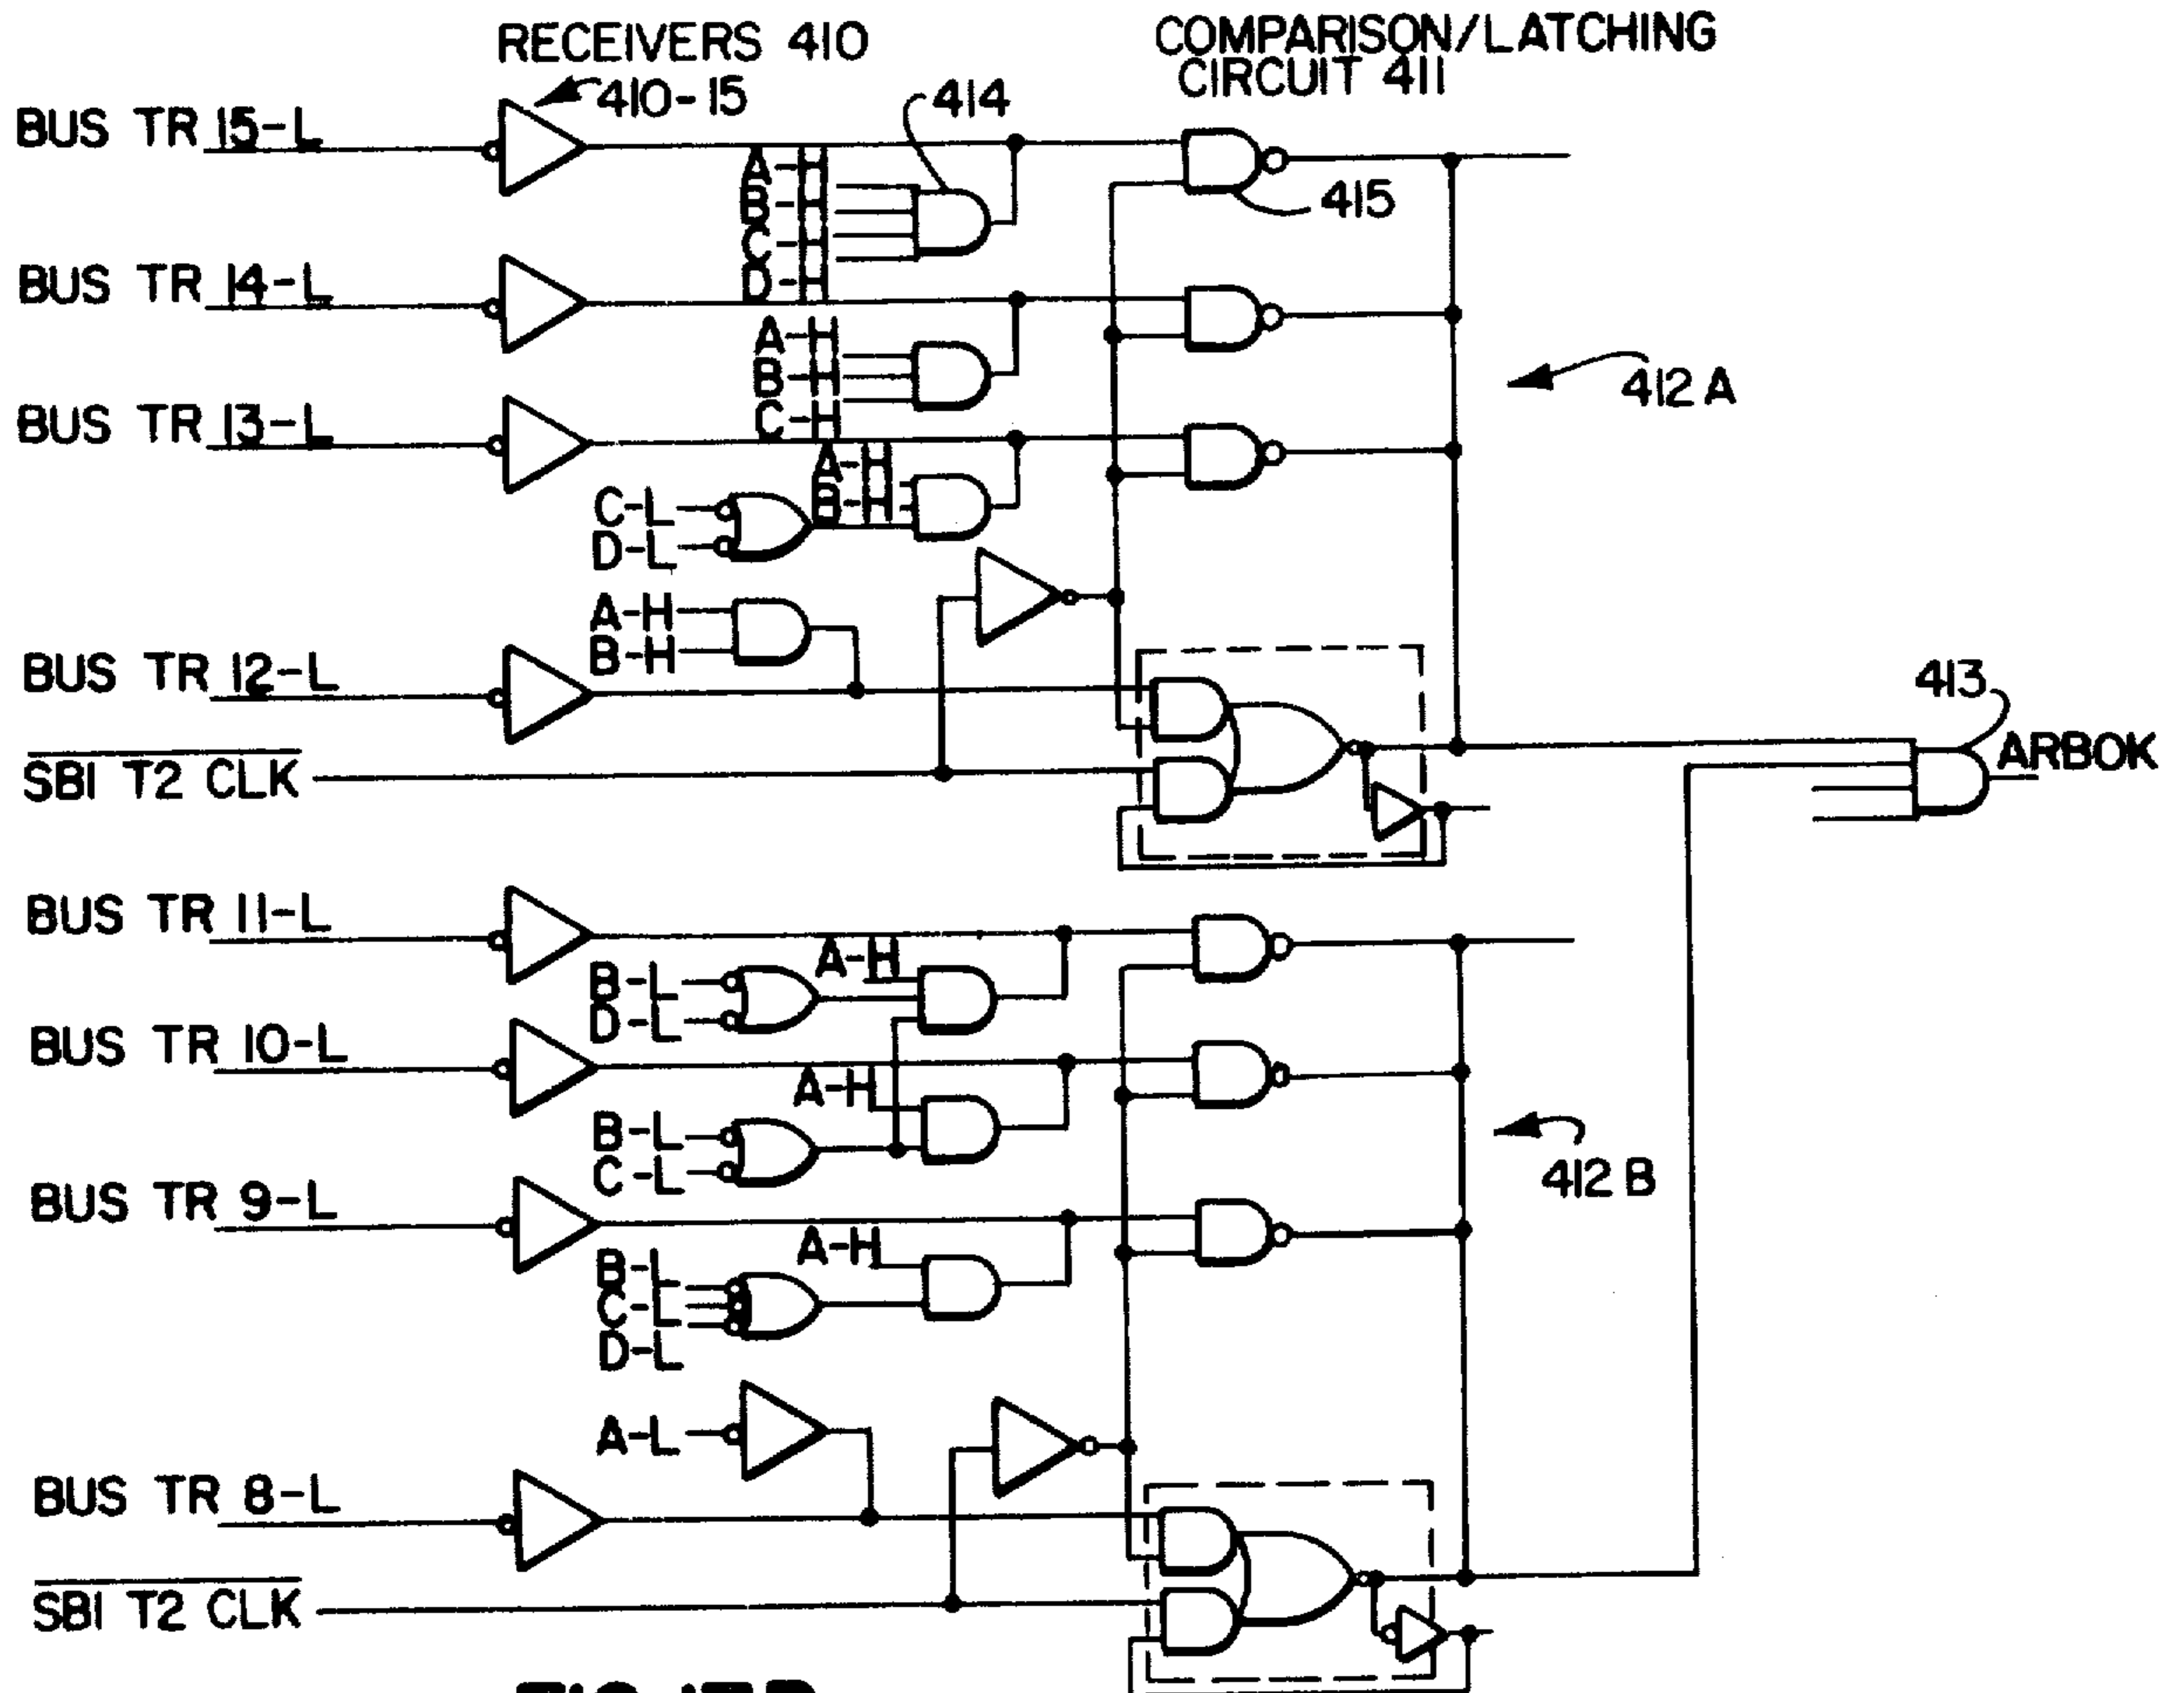 RECEIVERS 410
COMPARISON/LATCHING
CIRCUIT 411
410-15
414
BUS TR 15-L
A-H
B-H
C-H
D-H
415
BUS TR 14-L
A-H
B-H
C-H
412A
BUS TR 13-L
A-H
B-H
C-L
D-L
A-H
B-H
BUS TR 12-L
413
ARBOK
SBI T2 CLK
BUS TR 11-L
A-H
B-L
D-L
BUS TR 10-L
A-H
B-L
C-L
412B
BUS TR 9-L
A-H
B-L
C-L
D-L
A-L
BUS TR 8-L
SBI T2 CLK